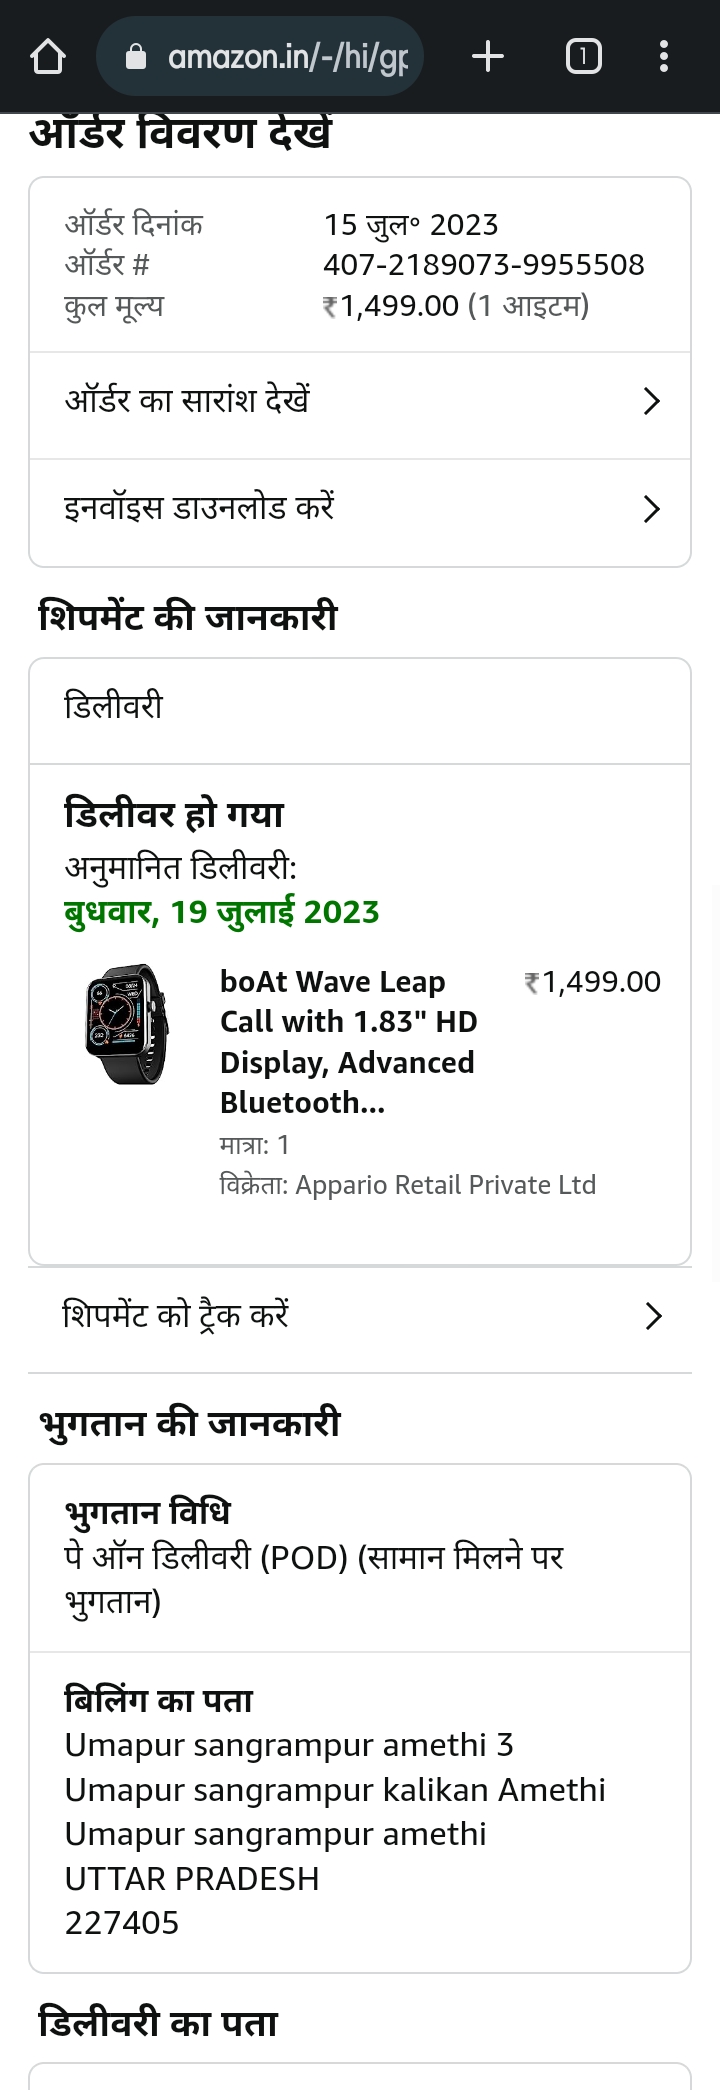 amazon.in/-/hi/gp
1
ऑर्डर विवरण देखें
ऑर्डर दिनांक 15 जुल॰ 2023
ऑर्डर # 407-2189073-9955508
कुल मूल्य ₹1,499.00 (1 आइटम)
ऑर्डर का सारांश देखें
इनवॉइस डाउनलोड करें
शिपमेंट की जानकारी
डिलीवरी
डिलीवर हो गया
अनुमानित डिलीवरी:
बुधवार, 19 जुलाई 2023
boAt Wave Leap ₹1,499.00
Call with 1.83" HD
Display, Advanced
Bluetooth...
मात्रा: 1
विक्रेता: Appario Retail Private Ltd
शिपमेंट को ट्रैक करें
भुगतान की जानकारी
भुगतान विधि
पे ऑन डिलीवरी (POD) (सामान मिलने पर
भुगतान)
बिलिंग का पता
Umapur sangrampur amethi 3
Umapur sangrampur kalikan Amethi
Umapur sangrampur amethi
UTTAR PRADESH
227405
डिलीवरी का पता